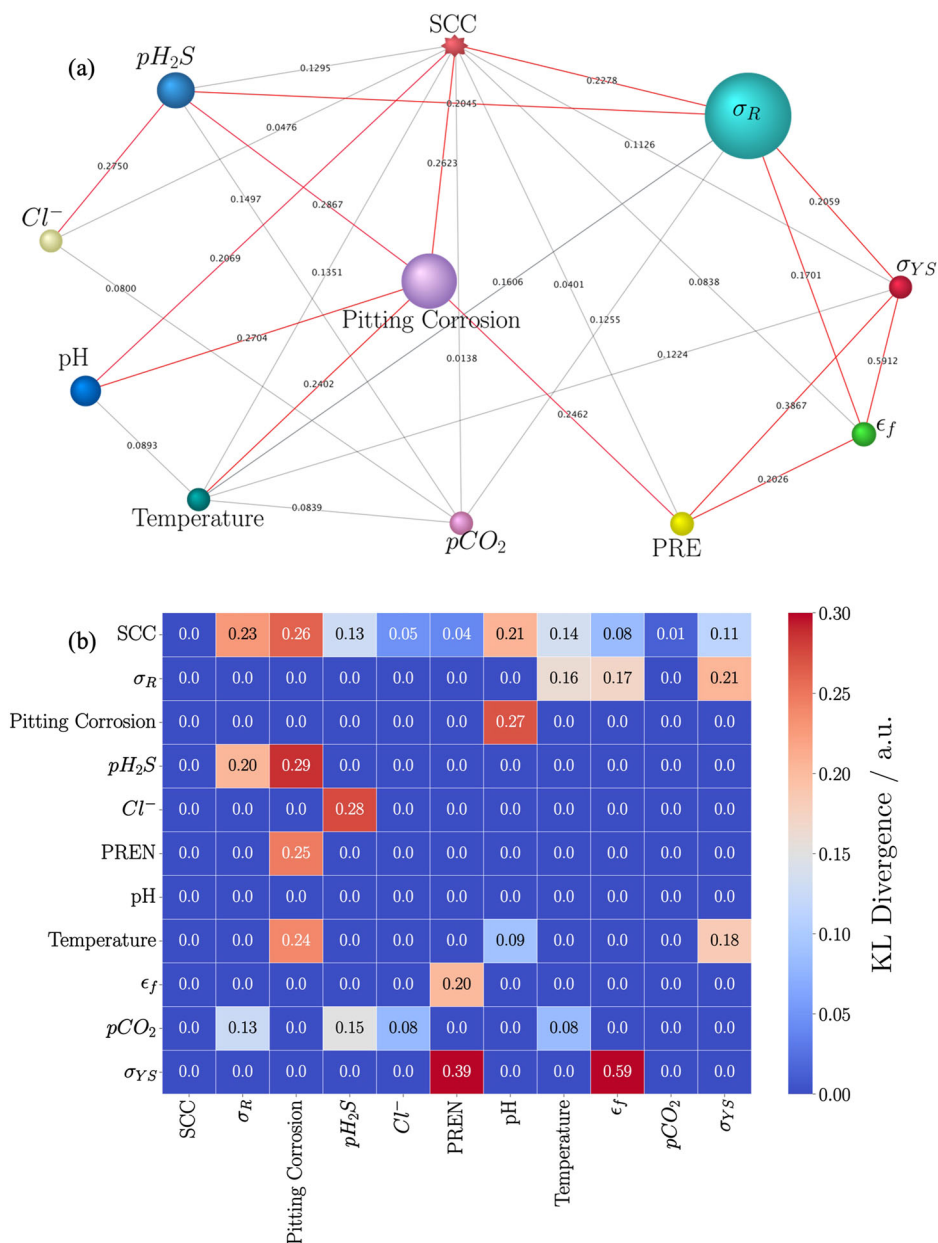 SCC
(a)
pH₂S
0.1295
0.2278
0.2045
σ_R
0.0476
0.1126
0.2623
0.2750
0.1497
0.2867
0.2059
Cl⁻
0.2069
0.1351
σ_YS
0.1701
0.0838
0.0800
0.1606
0.0401
Pitting Corrosion
0.1255
0.2704
0.0138
pH
0.1224
0.5912
0.2402
0.3867
0.2462
ϵ_f
0.0893
0.2026
Temperature
0.0839
pCO₂
PRE
(b)
SCC 0.0 0.23 0.26 0.13 0.05 0.04 0.21 0.14 0.08 0.01 0.11
σ_R 0.0 0.0 0.0 0.0 0.0 0.0 0.0 0.16 0.17 0.0 0.21
Pitting Corrosion 0.0 0.0 0.0 0.0 0.0 0.0 0.27 0.0 0.0 0.0 0.0
pH₂S 0.0 0.20 0.29 0.0 0.0 0.0 0.0 0.0 0.0 0.0 0.0
Cl⁻ 0.0 0.0 0.0 0.28 0.0 0.0 0.0 0.0 0.0 0.0 0.0
PREN 0.0 0.0 0.25 0.0 0.0 0.0 0.0 0.0 0.0 0.0 0.0
pH 0.0 0.0 0.0 0.0 0.0 0.0 0.0 0.0 0.0 0.0 0.0
Temperature 0.0 0.0 0.24 0.0 0.0 0.0 0.09 0.0 0.0 0.0 0.18
ϵ_f 0.0 0.0 0.0 0.0 0.0 0.20 0.0 0.0 0.0 0.0 0.0
pCO₂ 0.0 0.13 0.0 0.15 0.08 0.0 0.0 0.08 0.0 0.0 0.0
σ_YS 0.0 0.0 0.0 0.0 0.0 0.39 0.0 0.0 0.59 0.0 0.0
SCC
σ_R
Pitting Corrosion
pH₂S
Cl⁻
PREN
pH
Temperature
ϵ_f
pCO₂
σ_YS
0.30
0.25
0.20
0.15
0.10
0.05
0.00
KL Divergence / a.u.